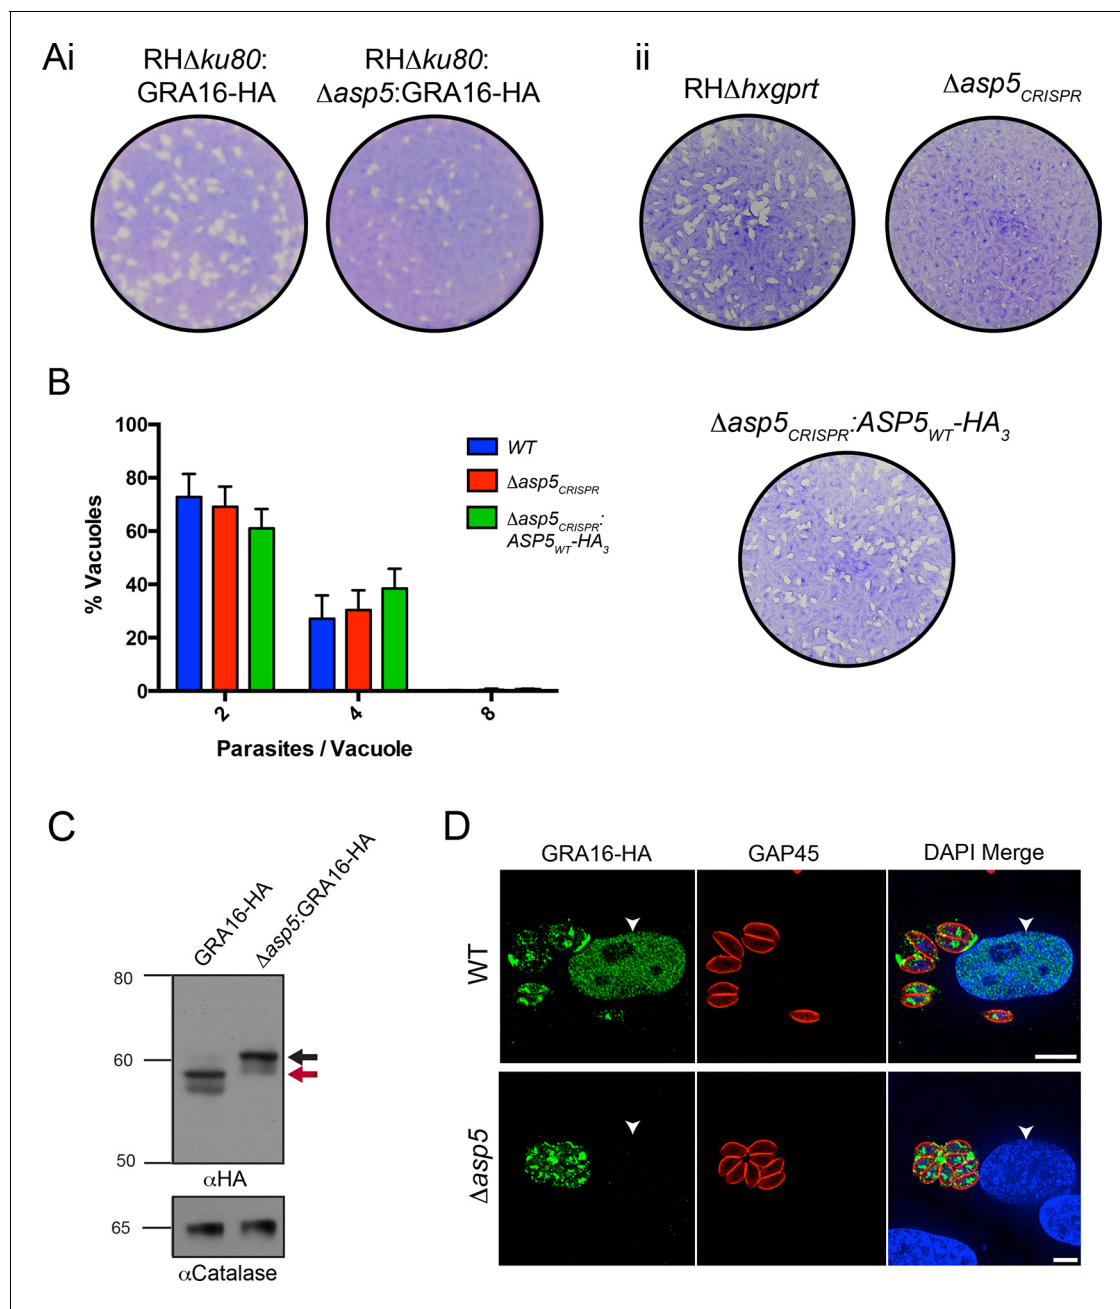 Ai
RHΔku80:
GRA16-HA
RHΔku80:
Δasp5:GRA16-HA
ii
RHΔhxgprt
Δasp5CRISPR
Δasp5CRISPR:ASP5WT-HA3
B
100
80
60
40
20
0
% Vacuoles
2
4
8
Parasites / Vacuole
WT
Δasp5CRISPR
Δasp5CRISPR:
ASP5WT-HA3
C
GRA16-HA
Δasp5:GRA16-HA
80
60
50
αHA
65
αCatalase
D
GRA16-HA
GAP45
DAPI Merge
WT
Δasp5